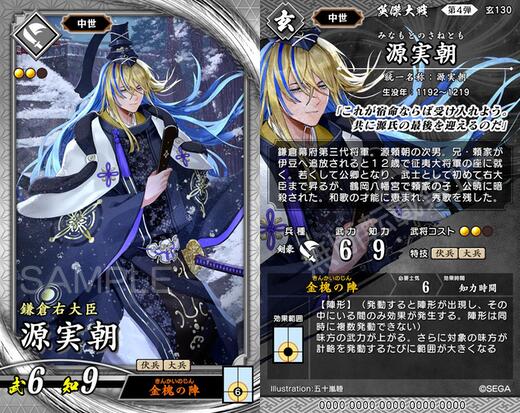 中世
SAMPLE
鎌倉右大臣
源実朝
伏兵 大兵
武6 知9
きんかいのじん
金槐の陣
6
玄
中世
英傑大戦
第4弾
玄130
みなもとのさねとも
源実朝
統一名称:源実朝
生没年:1192~1219
『これが宿命ならば受け入れよう。
共に源氏の最後を迎えるのだ』
鎌倉幕府第三代将軍。源頼朝の次男。兄・頼家が
伊豆へ追放されると12歳で征夷大将軍の座に就
く。若くして公卿となり、武士として初めて右大
臣まで昇るが、鶴岡八幡宮で頼家の子・公暁に暗
殺された。和歌の才能に恵まれ、秀歌を残した。
兵種 武力 知力 武将コスト
剣豪 6 9 特技 伏兵 大兵
きんかいのじん
金槐の陣
必要士気 6 効果時間 知力時間
効果範囲
【陣形】(発動すると陣形が出現し、その
中にいる間のみ効果が発生する。陣形は同
時に複数発動できない)
味方の武力が上がる。さらに対象の味方が
計略を発動するたびに範囲が大きくなる
Illustration:五十嵐睦
©SEGA
0000 0000 0000 0000 0000